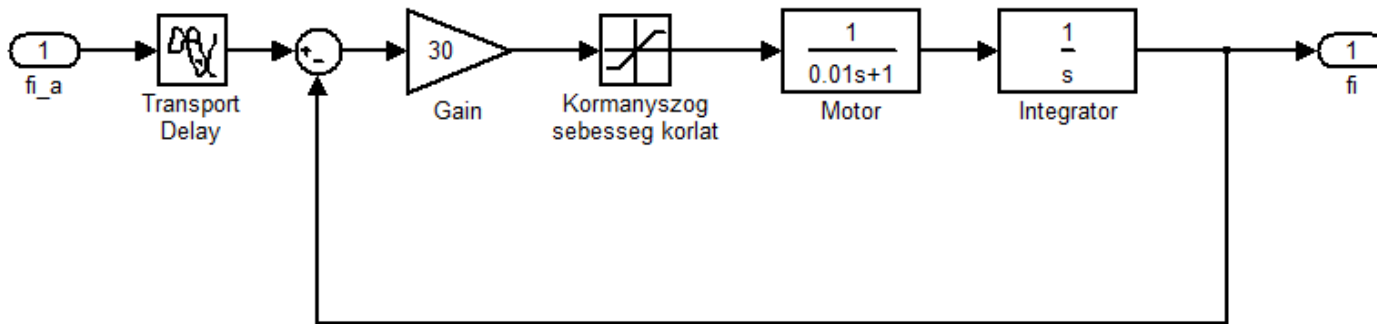 1
fi_a
Transport
Delay
+
−
30
Gain
Kormanyszog
sebesseg korlat
1
0.01s+1
Motor
1
s
Integrator
1
fi